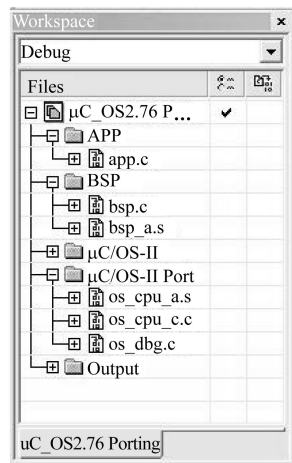 Workspace
Debug
Files
μC_OS2.76 P...
APP
app.c
BSP
bsp.c
bsp_a.s
μC/OS-II
μC/OS-II Port
os_cpu_a.s
os_cpu_c.c
os_dbg.c
Output
uC_OS2.76 Porting